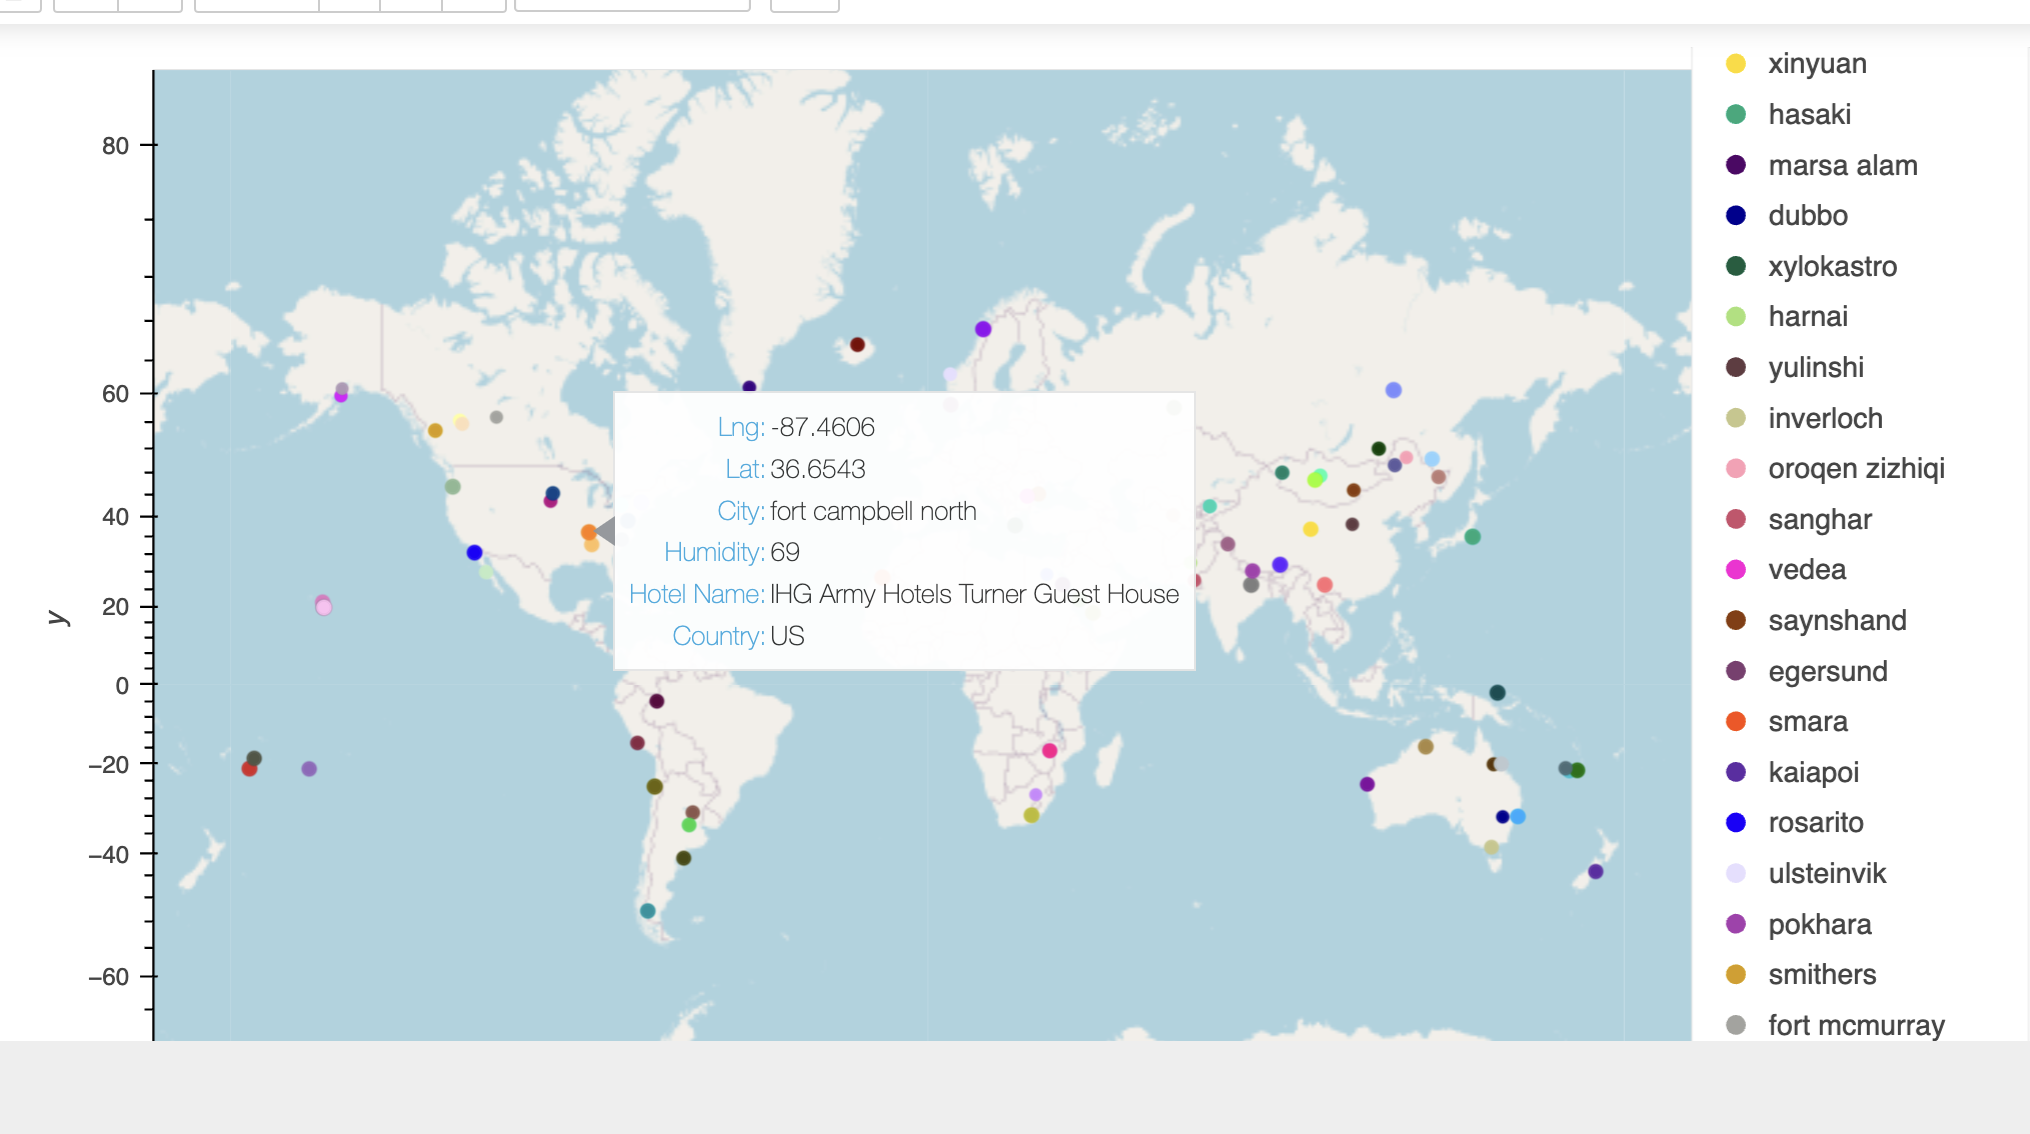 80
60
40
20
0
−20
−40
−60
y
Lng: -87.4606
Lat: 36.6543
City: fort campbell north
Humidity: 69
Hotel Name: IHG Army Hotels Turner Guest House
Country: US
xinyuan
hasaki
marsa alam
dubbo
xylokastro
harnai
yulinshi
inverloch
oroqen zizhiqi
sanghar
vedea
saynshand
egersund
smara
kaiapoi
rosarito
ulsteinvik
pokhara
smithers
fort mcmurray